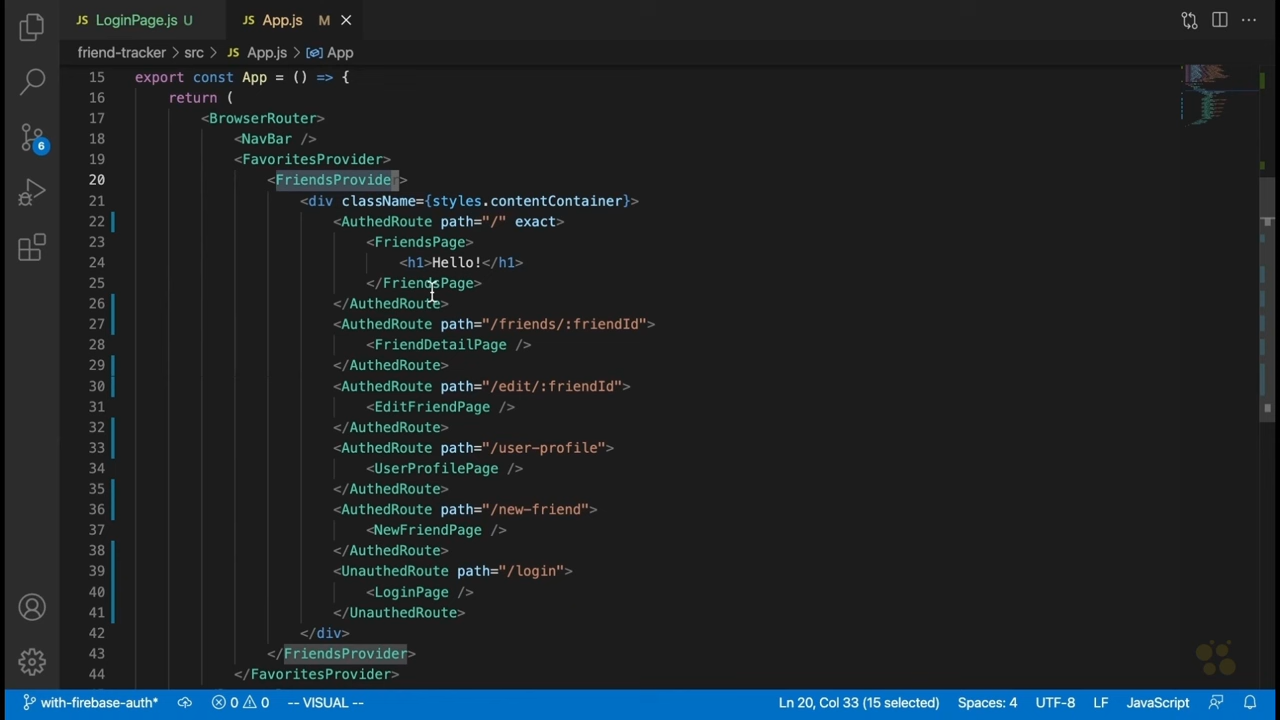 JS LoginPage.js U
JS App.js M
friend-tracker > src > JS App.js > App
15 export const App = () => {
16 return (
17 <BrowserRouter>
18 <NavBar />
19 <FavoritesProvider>
20 <FriendsProvider>
21 <div className={styles.contentContainer}>
22 <AuthedRoute path="/" exact>
23 <FriendsPage>
24 <h1>Hello!</h1>
25 </FriendsPage>
26 </AuthedRoute>
27 <AuthedRoute path="/friends/:friendId">
28 <FriendDetailPage />
29 </AuthedRoute>
30 <AuthedRoute path="/edit/:friendId">
31 <EditFriendPage />
32 </AuthedRoute>
33 <AuthedRoute path="/user-profile">
34 <UserProfilePage />
35 </AuthedRoute>
36 <AuthedRoute path="/new-friend">
37 <NewFriendPage />
38 </AuthedRoute>
39 <UnauthedRoute path="/login">
40 <LoginPage />
41 </UnauthedRoute>
42 </div>
43 </FriendsProvider>
44 </FavoritesProvider>
6
with-firebase-auth* 0 0 -- VISUAL -- Ln 20, Col 33 (15 selected) Spaces: 4 UTF-8 LF JavaScript